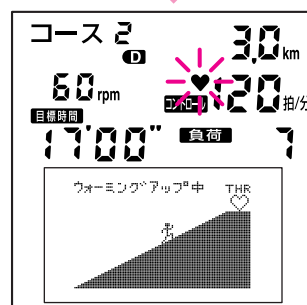 コース 2
D
3.0 km
60 rpm
コントロール 120 拍/分
目標時間
17'00" 負荷 7
ウォーミングアップ中 THR